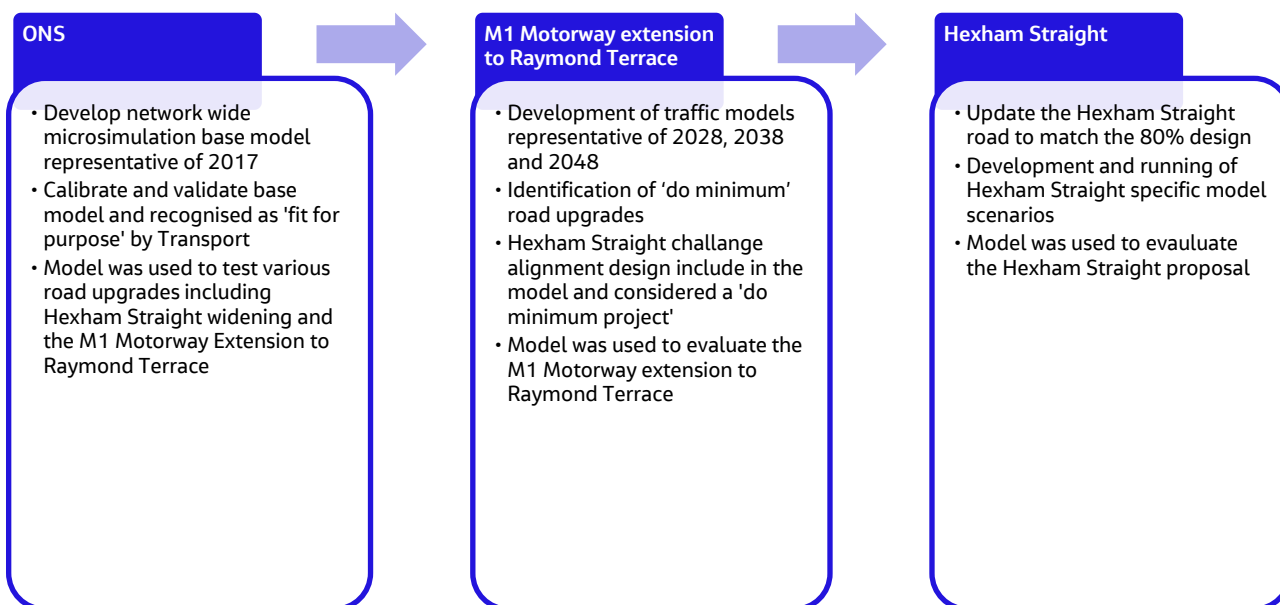 ONS
• Develop network wide
microsimulation base model
representative of 2017
• Calibrate and validate base
model and recognised as 'fit for
purpose' by Transport
• Model was used to test various
road upgrades including
Hexham Straight widening and
the M1 Motorway Extension to
Raymond Terrace
M1 Motorway extension
to Raymond Terrace
• Development of traffic models
representative of 2028, 2038
and 2048
• Identification of ‘do minimum’
road upgrades
• Hexham Straight challange
alignment design include in the
model and considered a 'do
minimum project'
• Model was used to evaluate the
M1 Motorway extension to
Raymond Terrace
Hexham Straight
• Update the Hexham Straight
road to match the 80% design
• Development and running of
Hexham Straight specific model
scenarios
• Model was used to evauluate
the Hexham Straight proposal